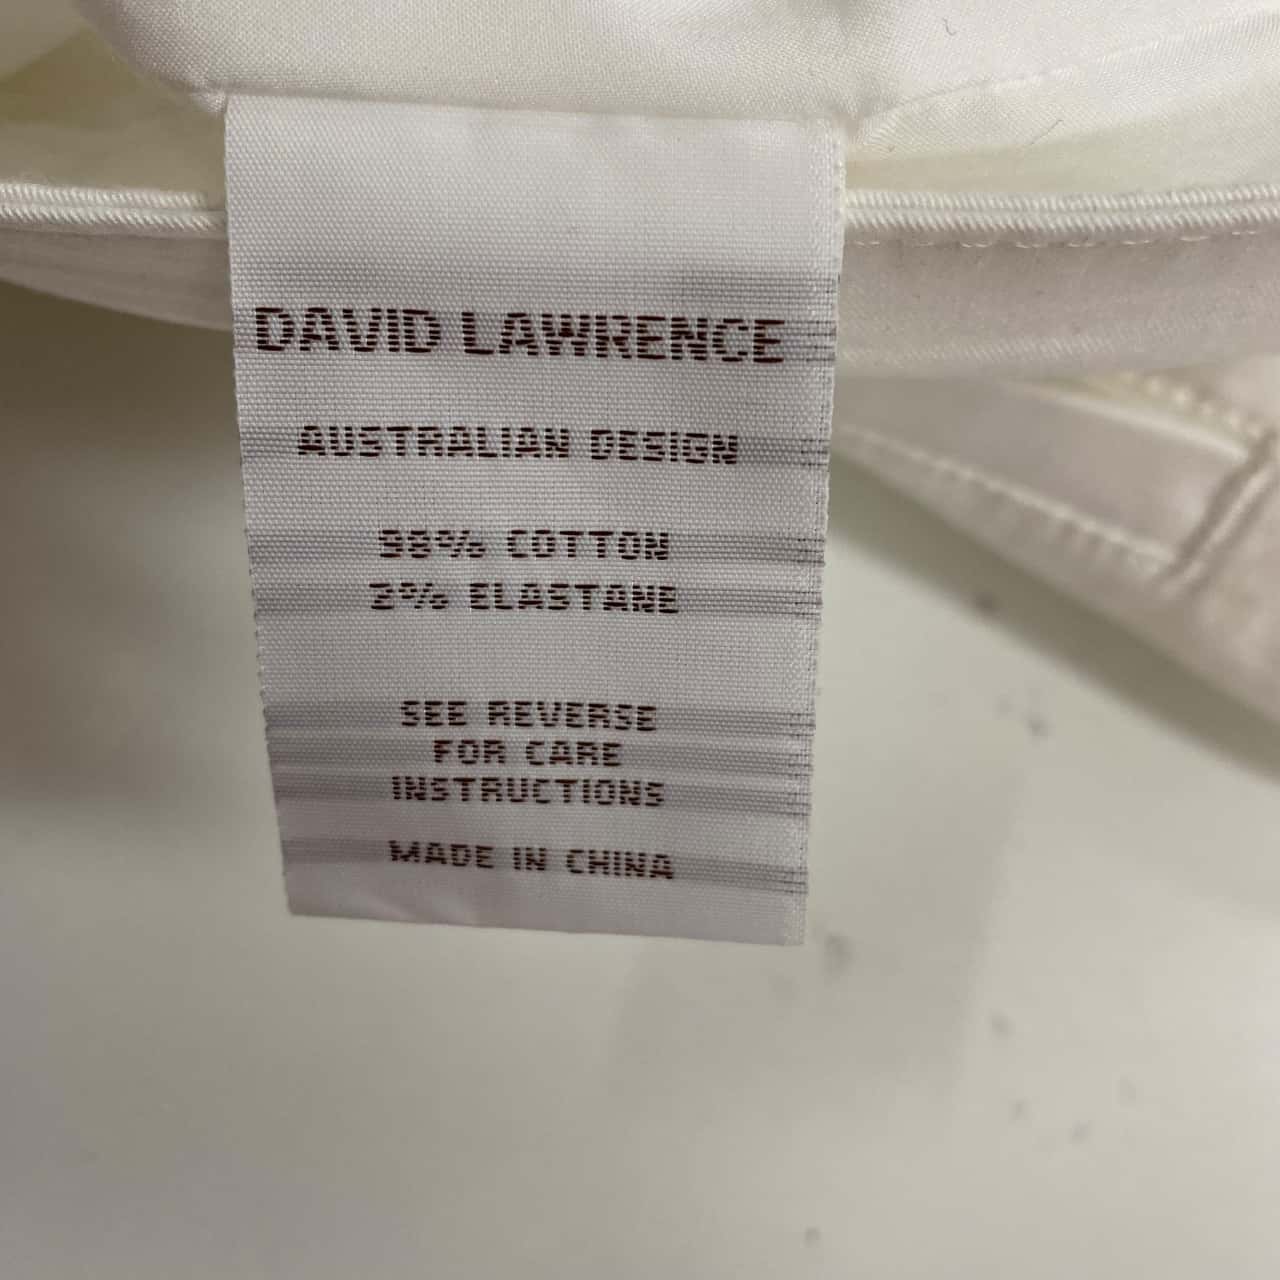 DAVID LAWRENCE
AUSTRALIAN DESIGN
98% COTTON
2% ELASTANE
SEE REVERSE
FOR CARE
INSTRUCTIONS
MADE IN CHINA